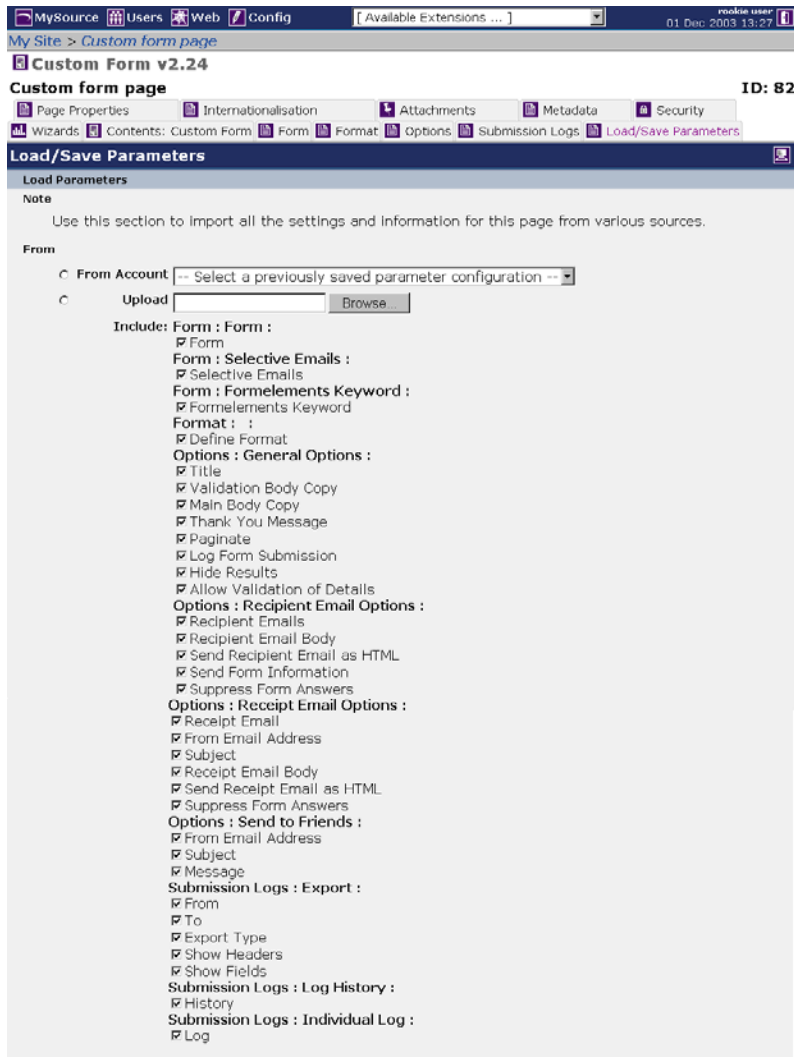 MySource Users Web Config [ Available Extensions ... ] rookie user
01 Dec 2003 13:27
My Site > Custom form page
Custom Form v2.24
Custom form page ID: 82
Page Properties Internationalisation Attachments Metadata Security
Wizards Contents: Custom Form Form Format Options Submission Logs Load/Save Parameters
Load/Save Parameters
Load Parameters
Note
Use this section to import all the settings and information for this page from various sources.
From
From Account -- Select a previously saved parameter configuration --
Upload Browse...
Include: Form : Form :
Form
Form : Selective Emails :
Selective Emails
Form : Formelements Keyword :
Formelements Keyword
Format : :
Define Format
Options : General Options :
Title
Validation Body Copy
Main Body Copy
Thank You Message
Paginate
Log Form Submission
Hide Results
Allow Validation of Details
Options : Recipient Email Options :
Recipient Emails
Recipient Email Body
Send Recipient Email as HTML
Send Form Information
Suppress Form Answers
Options : Receipt Email Options :
Receipt Email
From Email Address
Subject
Receipt Email Body
Send Receipt Email as HTML
Suppress Form Answers
Options : Send to Friends :
From Email Address
Subject
Message
Submission Logs : Export :
From
To
Export Type
Show Headers
Show Fields
Submission Logs : Log History :
History
Submission Logs : Individual Log :
Log